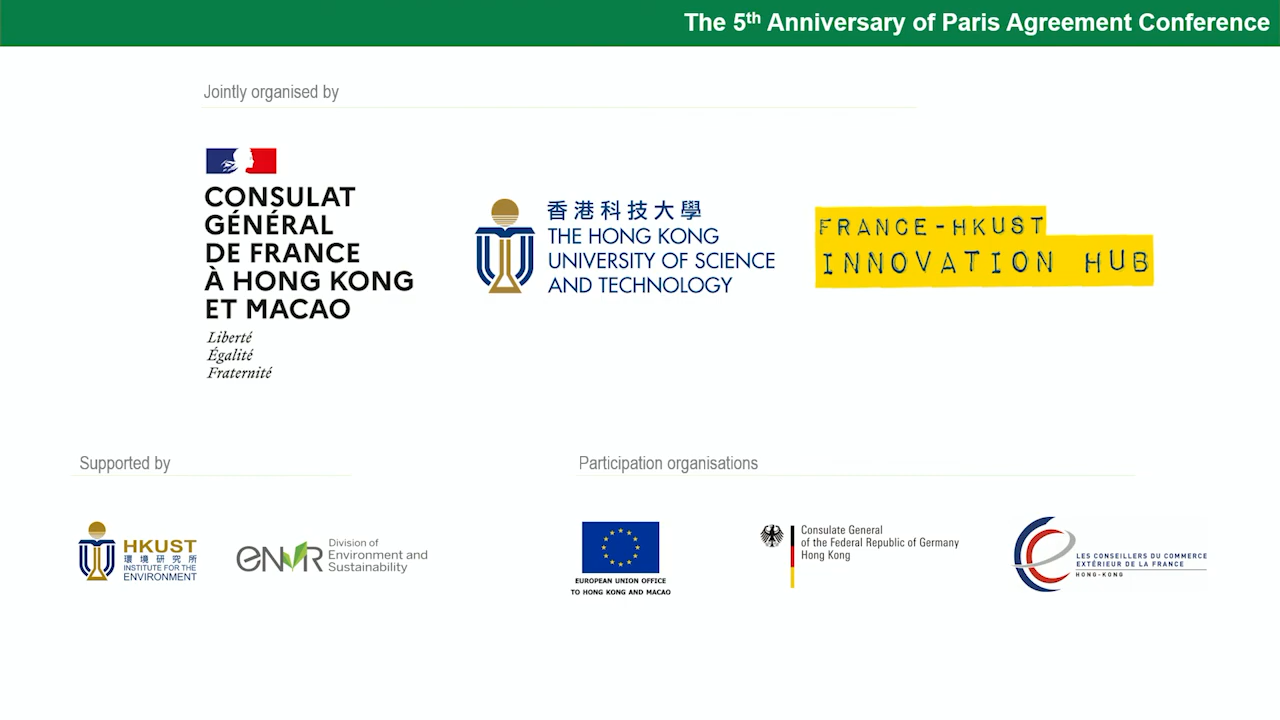 The 5th Anniversary of Paris Agreement Conference
Jointly organised by
CONSULAT
GÉNÉRAL
DE FRANCE
À HONG KONG
ET MACAO
Liberté
Égalité
Fraternité
香港科技大學
THE HONG KONG
UNIVERSITY OF SCIENCE
AND TECHNOLOGY
FRANCE-HKUST
INNOVATION HUB
Supported by
HKUST
環境研究所
INSTITUTE FOR THE
ENVIRONMENT
ENVR
Division of
Environment and
Sustainability
Participation organisations
EUROPEAN UNION OFFICE
TO HONG KONG AND MACAO
Consulate General
of the Federal Republic of Germany
Hong Kong
LES CONSEILLERS DU COMMERCE
EXTÉRIEUR DE LA FRANCE
HONG-KONG